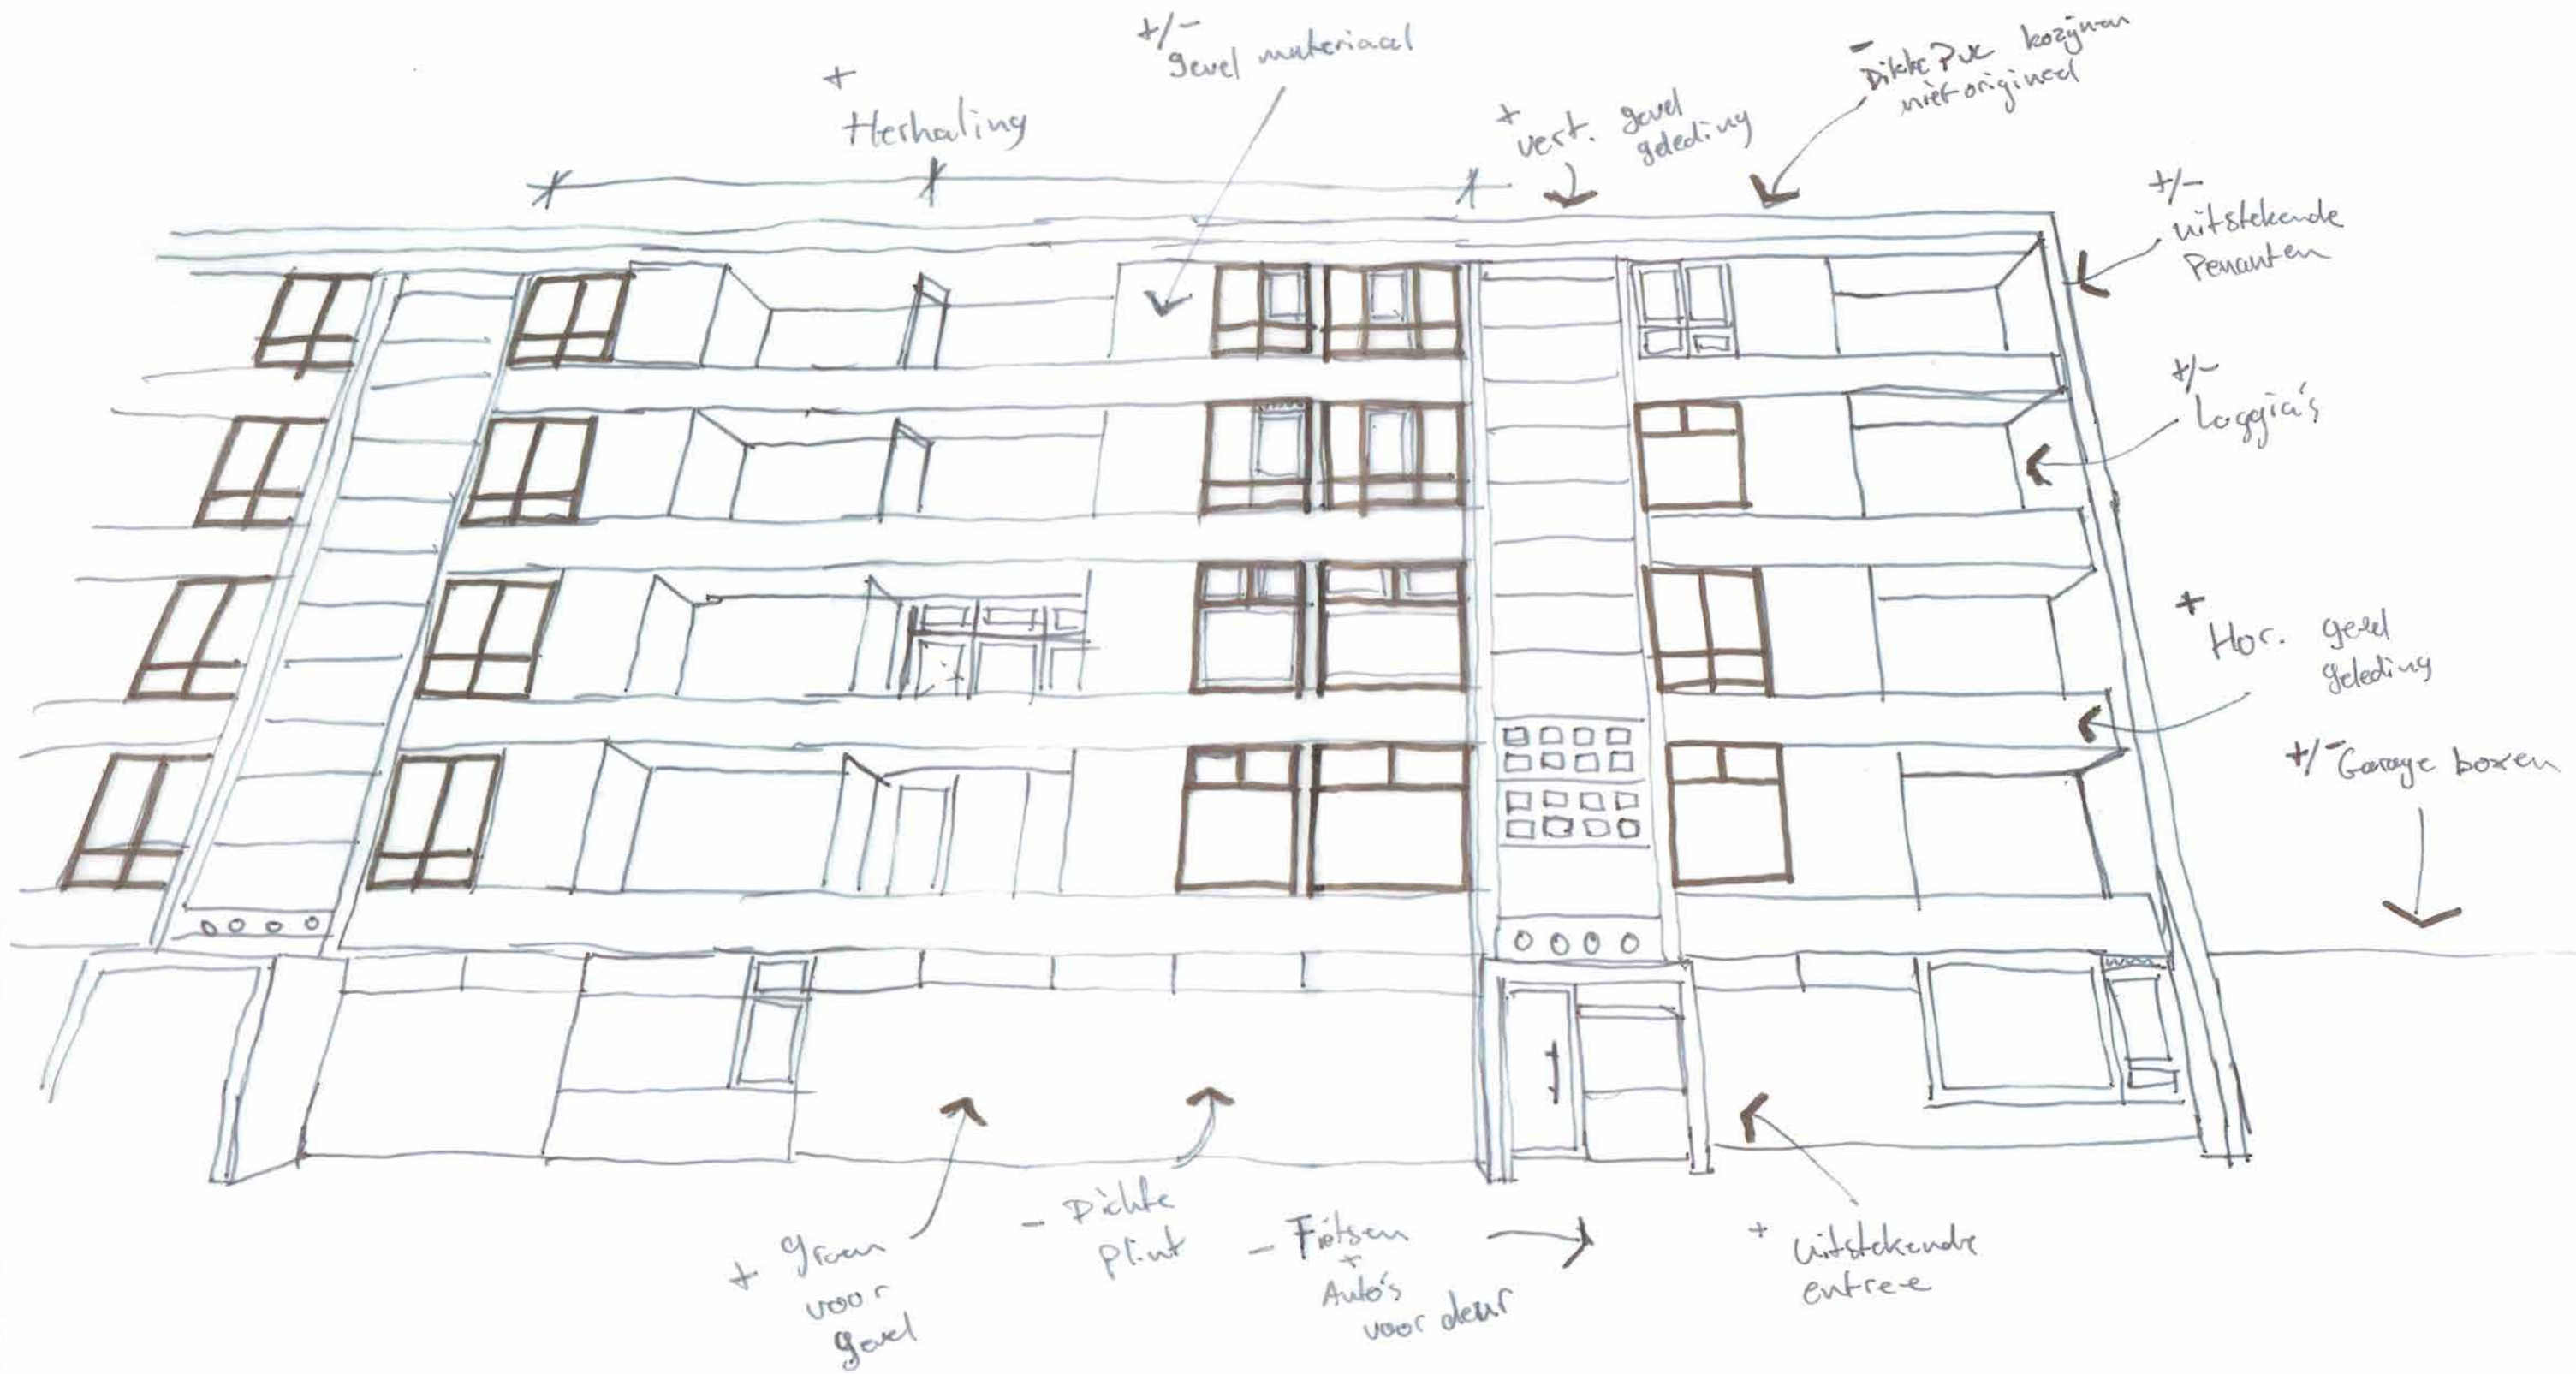 +/-
gevel materiaal
+
Herhaling
+
vert. gevel
geleding
-
Dikke Pvc kozijnen
niet origineel
+/-
uitstekende
Penanten
+/-
Loggia's
+
Hor. gevel
geleding
+/- Garage boxen
+ groen
voor
gevel
- Dichte
plint
- Fietsen
+
Auto's
voor deur
+ uitstekende
entree